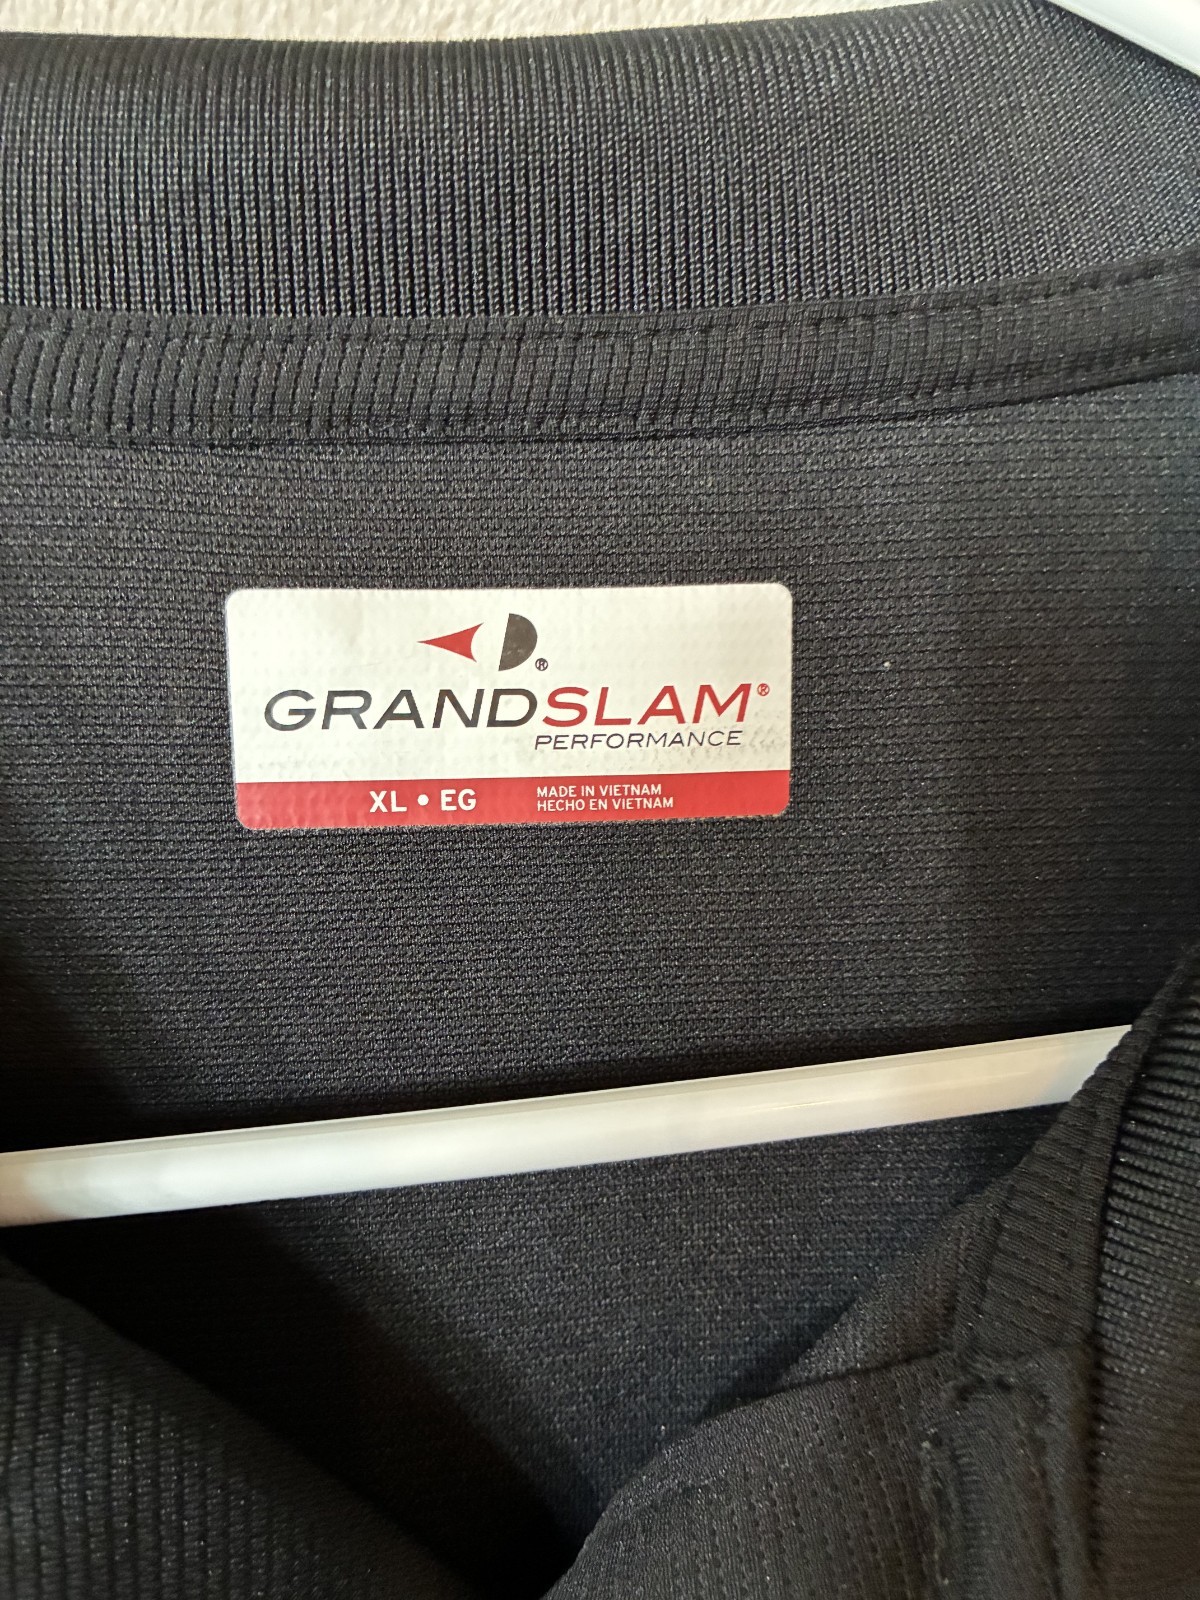 ®
GRANDSLAM®
PERFORMANCE
XL • EG
MADE IN VIETNAM
HECHO EN VIETNAM